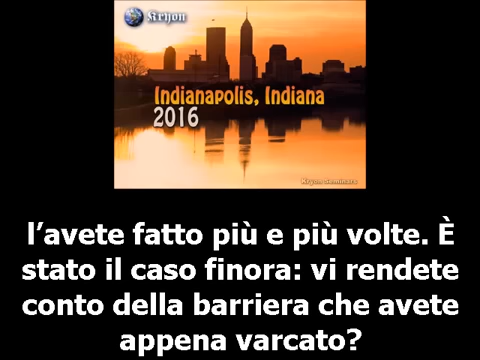 Kryon
Indianapolis, Indiana
2016
Kryon Seminars
l’avete fatto più e più volte. È
stato il caso finora: vi rendete
conto della barriera che avete
appena varcato?